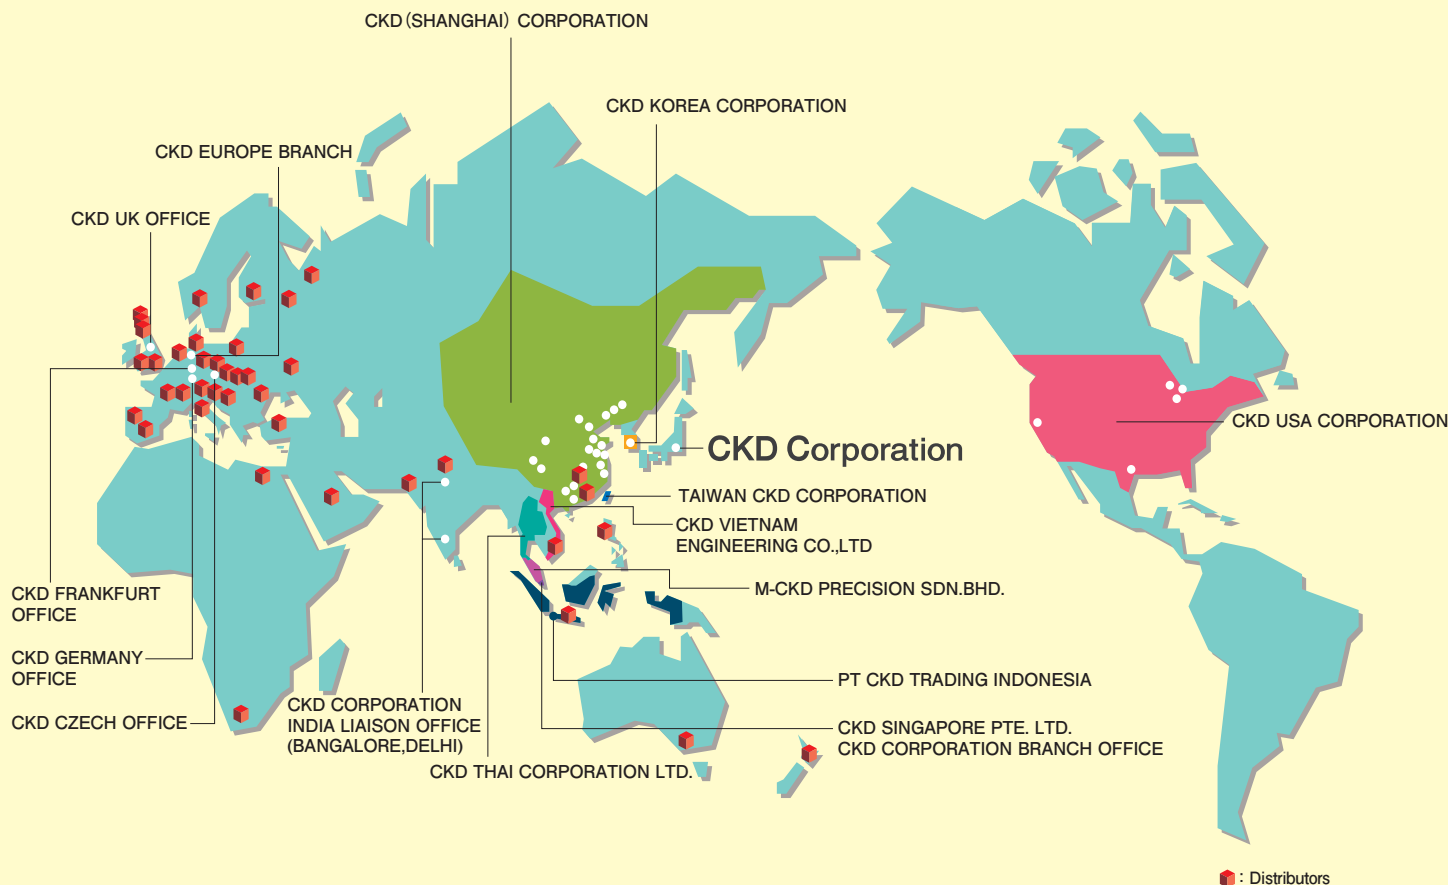 CKD(SHANGHAI) CORPORATION
CKD KOREA CORPORATION
CKD EUROPE BRANCH
CKD UK OFFICE
CKD USA CORPORATION
CKD Corporation
TAIWAN CKD CORPORATION
CKD VIETNAM
ENGINEERING CO.,LTD
M-CKD PRECISION SDN.BHD.
CKD FRANKFURT
OFFICE
CKD GERMANY
OFFICE
CKD CZECH OFFICE
CKD CORPORATION
INDIA LIAISON OFFICE
(BANGALORE,DELHI)
CKD THAI CORPORATION LTD.
PT CKD TRADING INDONESIA
CKD SINGAPORE PTE. LTD.
CKD CORPORATION BRANCH OFFICE
: Distributors